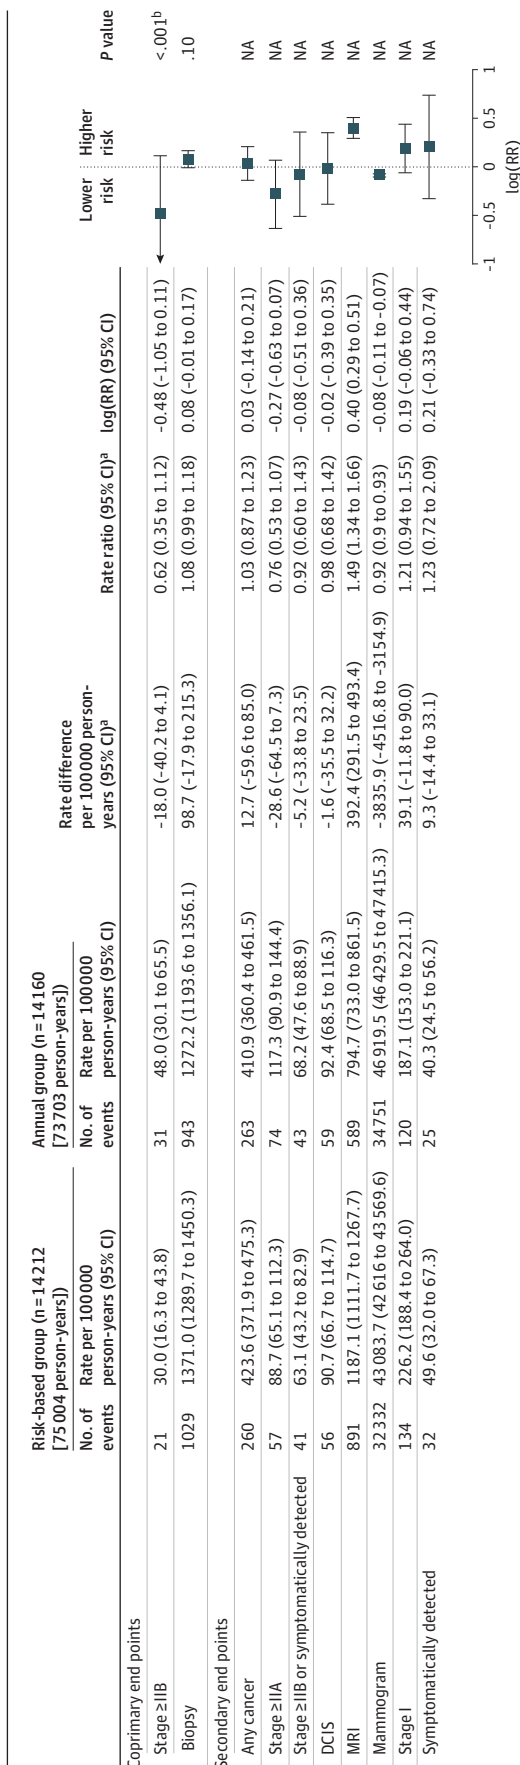 Risk-based group (n = 14 212 [75 004 person-years])
Annual group (n = 14 160 [73 703 person-years])
No. of events
Rate per 100 000 person-years (95% CI)
No. of events
Rate per 100 000 person-years (95% CI)
Rate difference per 100 000 person-years (95% CI)a
Rate ratio (95% CI)a
log(RR) (95% CI)
Lower risk
Higher risk
P value
Coprimary end points
Stage ≥IIB 21 30.0 (16.3 to 43.8) 31 48.0 (30.1 to 65.5) -18.0 (-40.2 to 4.1) 0.62 (0.35 to 1.12) -0.48 (-1.05 to 0.11) <.001b
Biopsy 1029 1371.0 (1289.7 to 1450.3) 943 1272.2 (1193.6 to 1356.1) 98.7 (-17.9 to 215.3) 1.08 (0.99 to 1.18) 0.08 (-0.01 to 0.17) .10
Secondary end points
Any cancer 260 423.6 (371.9 to 475.3) 263 410.9 (360.4 to 461.5) 12.7 (-59.6 to 85.0) 1.03 (0.87 to 1.23) 0.03 (-0.14 to 0.21) NA
Stage ≥IIA 57 88.7 (65.1 to 112.3) 74 117.3 (90.9 to 144.4) -28.6 (-64.5 to 7.3) 0.76 (0.53 to 1.07) -0.27 (-0.63 to 0.07) NA
Stage ≥IIB or symptomatically detected 41 63.1 (43.2 to 82.9) 43 68.2 (47.6 to 88.9) -5.2 (-33.8 to 23.5) 0.92 (0.60 to 1.43) -0.08 (-0.51 to 0.36) NA
DCIS 56 90.7 (66.7 to 114.7) 59 92.4 (68.5 to 116.3) -1.6 (-35.5 to 32.2) 0.98 (0.68 to 1.42) -0.02 (-0.39 to 0.35) NA
MRI 891 1187.1 (1111.7 to 1267.7) 589 794.7 (733.0 to 861.5) 392.4 (291.5 to 493.4) 1.49 (1.34 to 1.66) 0.40 (0.29 to 0.51) NA
Mammogram 32 332 43 083.7 (42 616 to 43 569.6) 34 751 46 919.5 (46 429.5 to 47 415.3) -3835.9 (-4516.8 to -3154.9) 0.92 (0.9 to 0.93) -0.08 (-0.11 to -0.07) NA
Stage I 134 226.2 (188.4 to 264.0) 120 187.1 (153.0 to 221.1) 39.1 (-11.8 to 90.0) 1.21 (0.94 to 1.55) 0.19 (-0.06 to 0.44) NA
Symptomatically detected 32 49.6 (32.0 to 67.3) 25 40.3 (24.5 to 56.2) 9.3 (-14.4 to 33.1) 1.23 (0.72 to 2.09) 0.21 (-0.33 to 0.74) NA
-1 -0.5 0 0.5 1
log(RR)